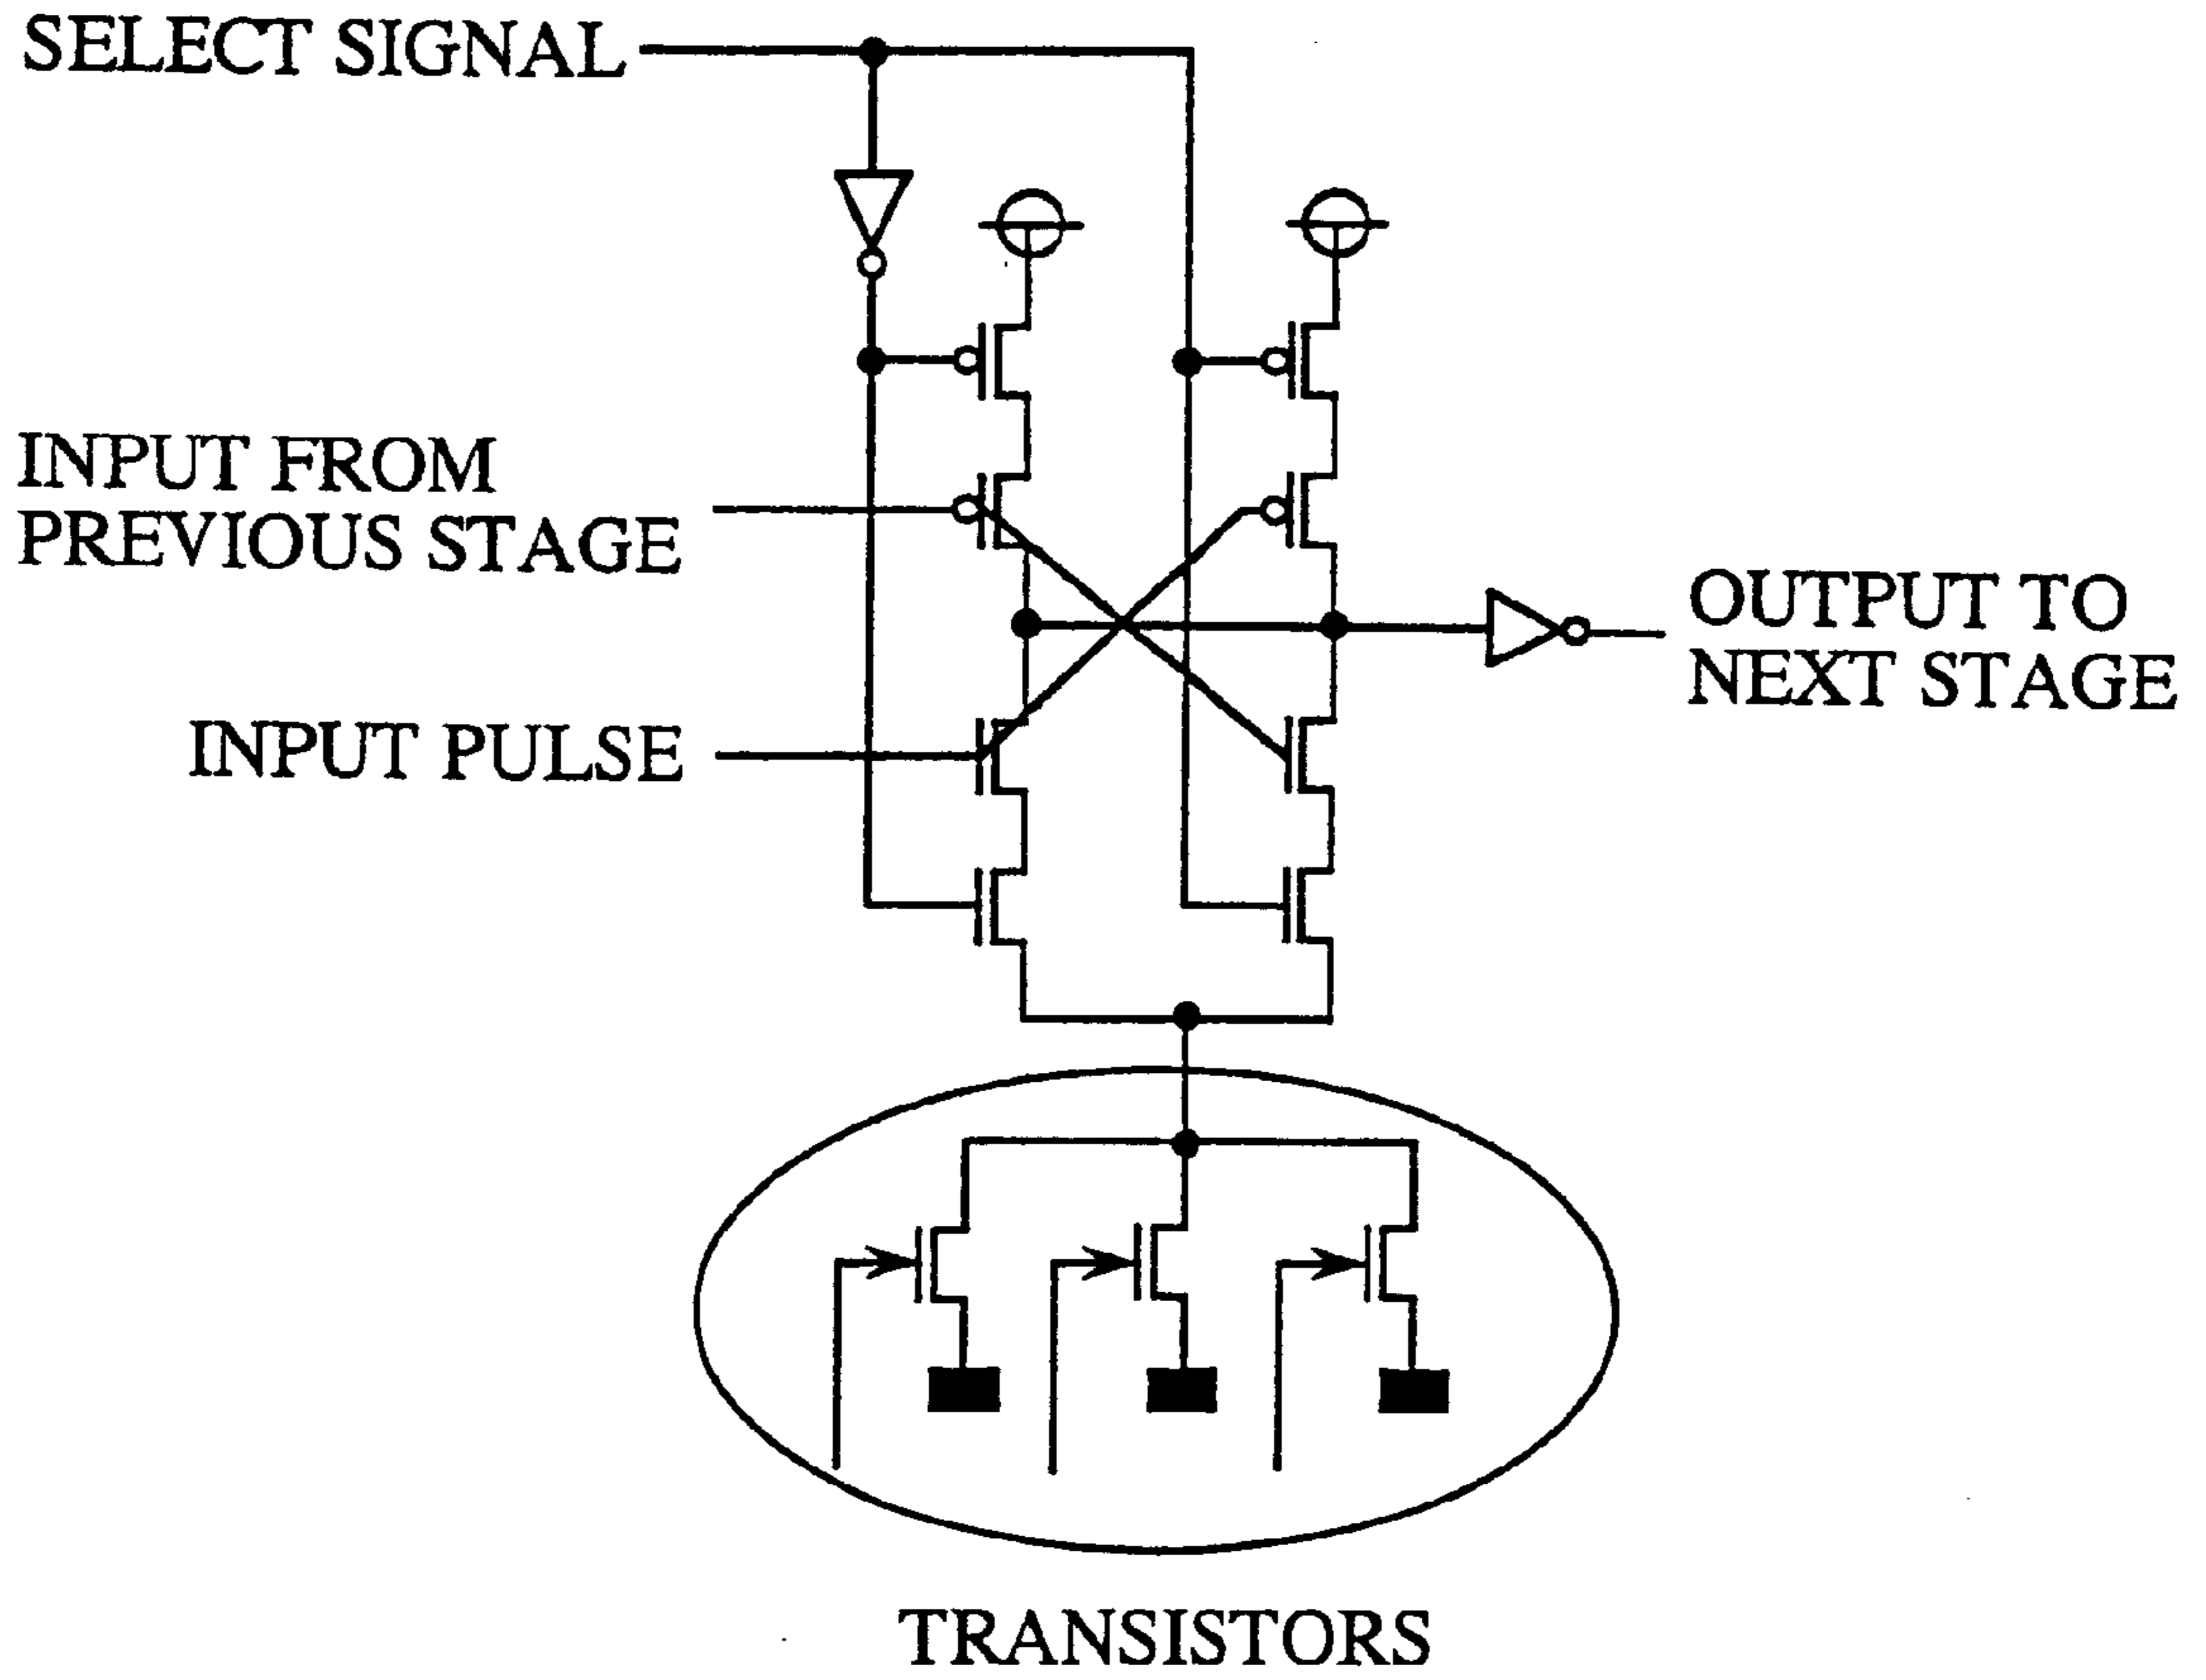 SELECT SIGNAL
INPUT FROM
PREVIOUS STAGE
OUTPUT TO
NEXT STAGE
INPUT PULSE
TRANSISTORS